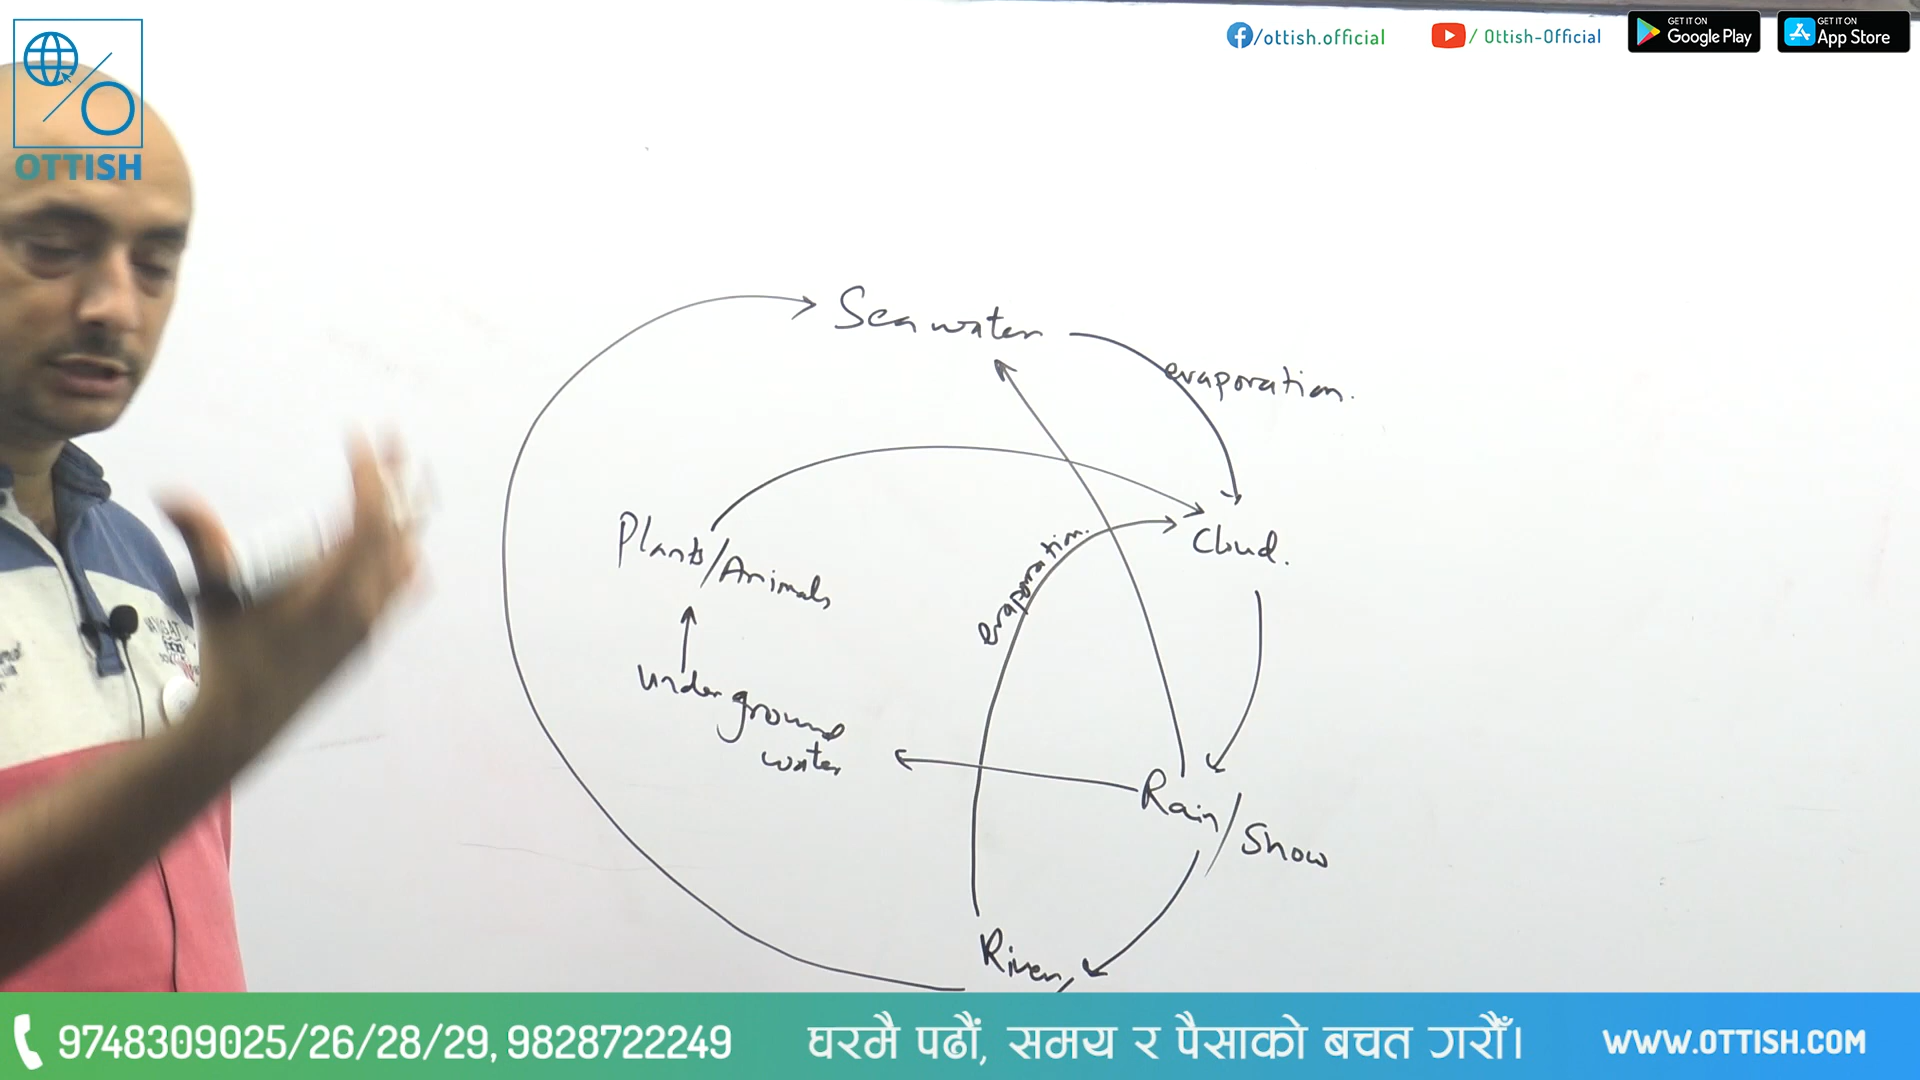 /ottish.official
/ Ottish-Official
GET IT ON
Google Play
GET IT ON
App Store
OTTISH
Sea water
evaporation.
Cloud.
Plants/Animals
evaporation.
Underground
water
Rain/Snow
River/
9748309025/26/28/29, 9828722249
घरमै पढौं, समय र पैसाको बचत गरौँ।
WWW.OTTISH.COM